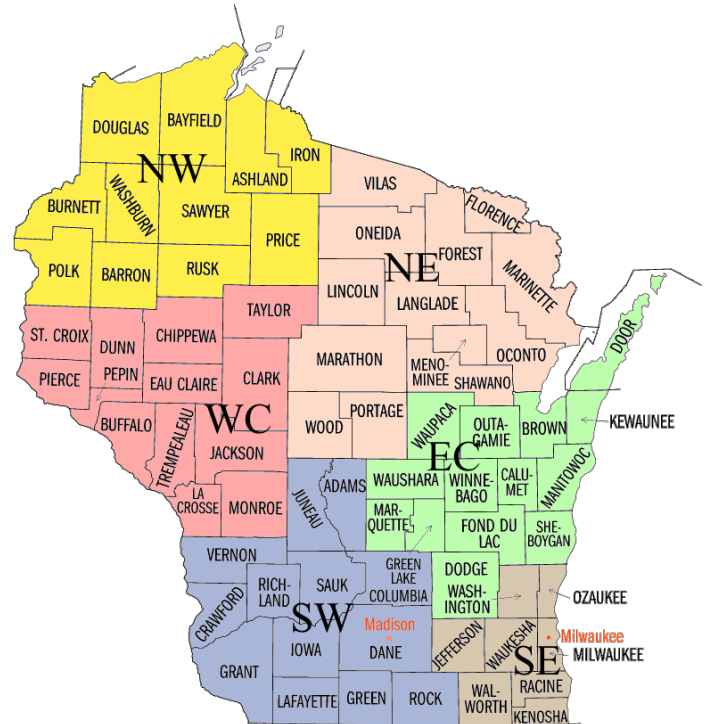 DOUGLAS
BAYFIELD
IRON
ASHLAND
NW
VILAS
WASHBURN
BURNETT
SAWYER
FLORENCE
ONEIDA
PRICE
FOREST
NE
POLK
BARRON
RUSK
MARINETTE
LINCOLN
LANGLADE
TAYLOR
ST. CROIX
CHIPPEWA
DUNN
DOOR
MARATHON
OCONTO
PIERCE
PEPIN
EAU CLAIRE
CLARK
MENO-
MINEE
SHAWANO
BUFFALO
TREMPEALEAU
WC
JACKSON
WOOD
PORTAGE
WAUPACA
OUTA-
GAMIE
BROWN
KEWAUNEE
EC
LA
CROSSE
MONROE
JUNEAU
ADAMS
WAUSHARA
WINNE-
BAGO
CALU-
MET
MANITOWOC
MAR-
QUETTE
FOND DU
LAC
SHE-
BOYGAN
VERNON
GREEN
LAKE
DODGE
CRAWFORD
RICH-
LAND
SAUK
COLUMBIA
WASH-
INGTON
OZAUKEE
SW
Madison
DANE
JEFFERSON
WAUKESHA
Milwaukee
MILWAUKEE
SE
IOWA
GRANT
LAFAYETTE
GREEN
ROCK
WAL-
WORTH
RACINE
KENOSHA